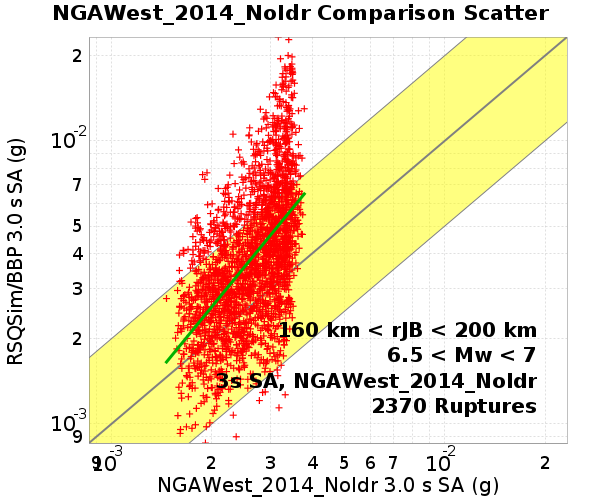 NGAWest_2014_NoIdr Comparison Scatter
RSQSim/BBP 3.0 s SA (g)
2
10-2
7
5
4
3
2
10-3
9
160 km < rJB < 200 km
6.5 < Mw < 7
3s SA, NGAWest_2014_NoIdr
2370 Ruptures
9 10-3 2 3 4 5 6 7 10-2 2
NGAWest_2014_NoIdr 3.0 s SA (g)